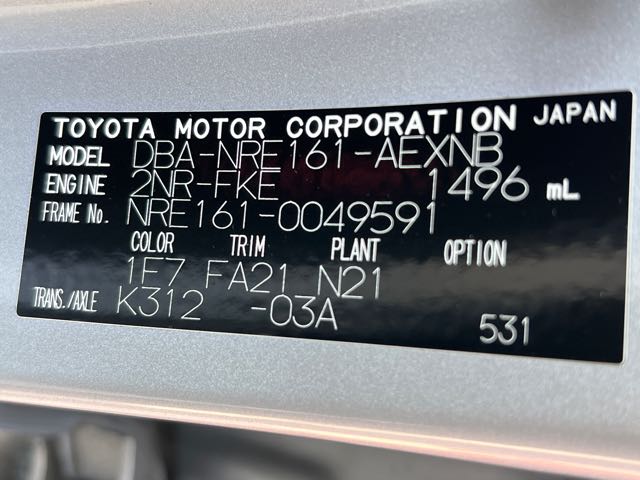 TOYOTA MOTOR CORPORATION JAPAN
MODEL DBA-NRE161-AEXNB
ENGINE 2NR-FKE 1496 mL
FRAME No. NRE161-0049591
COLOR TRIM PLANT OPTION
1F7 FA21 N21
TRANS./AXLE K312 -03A
531